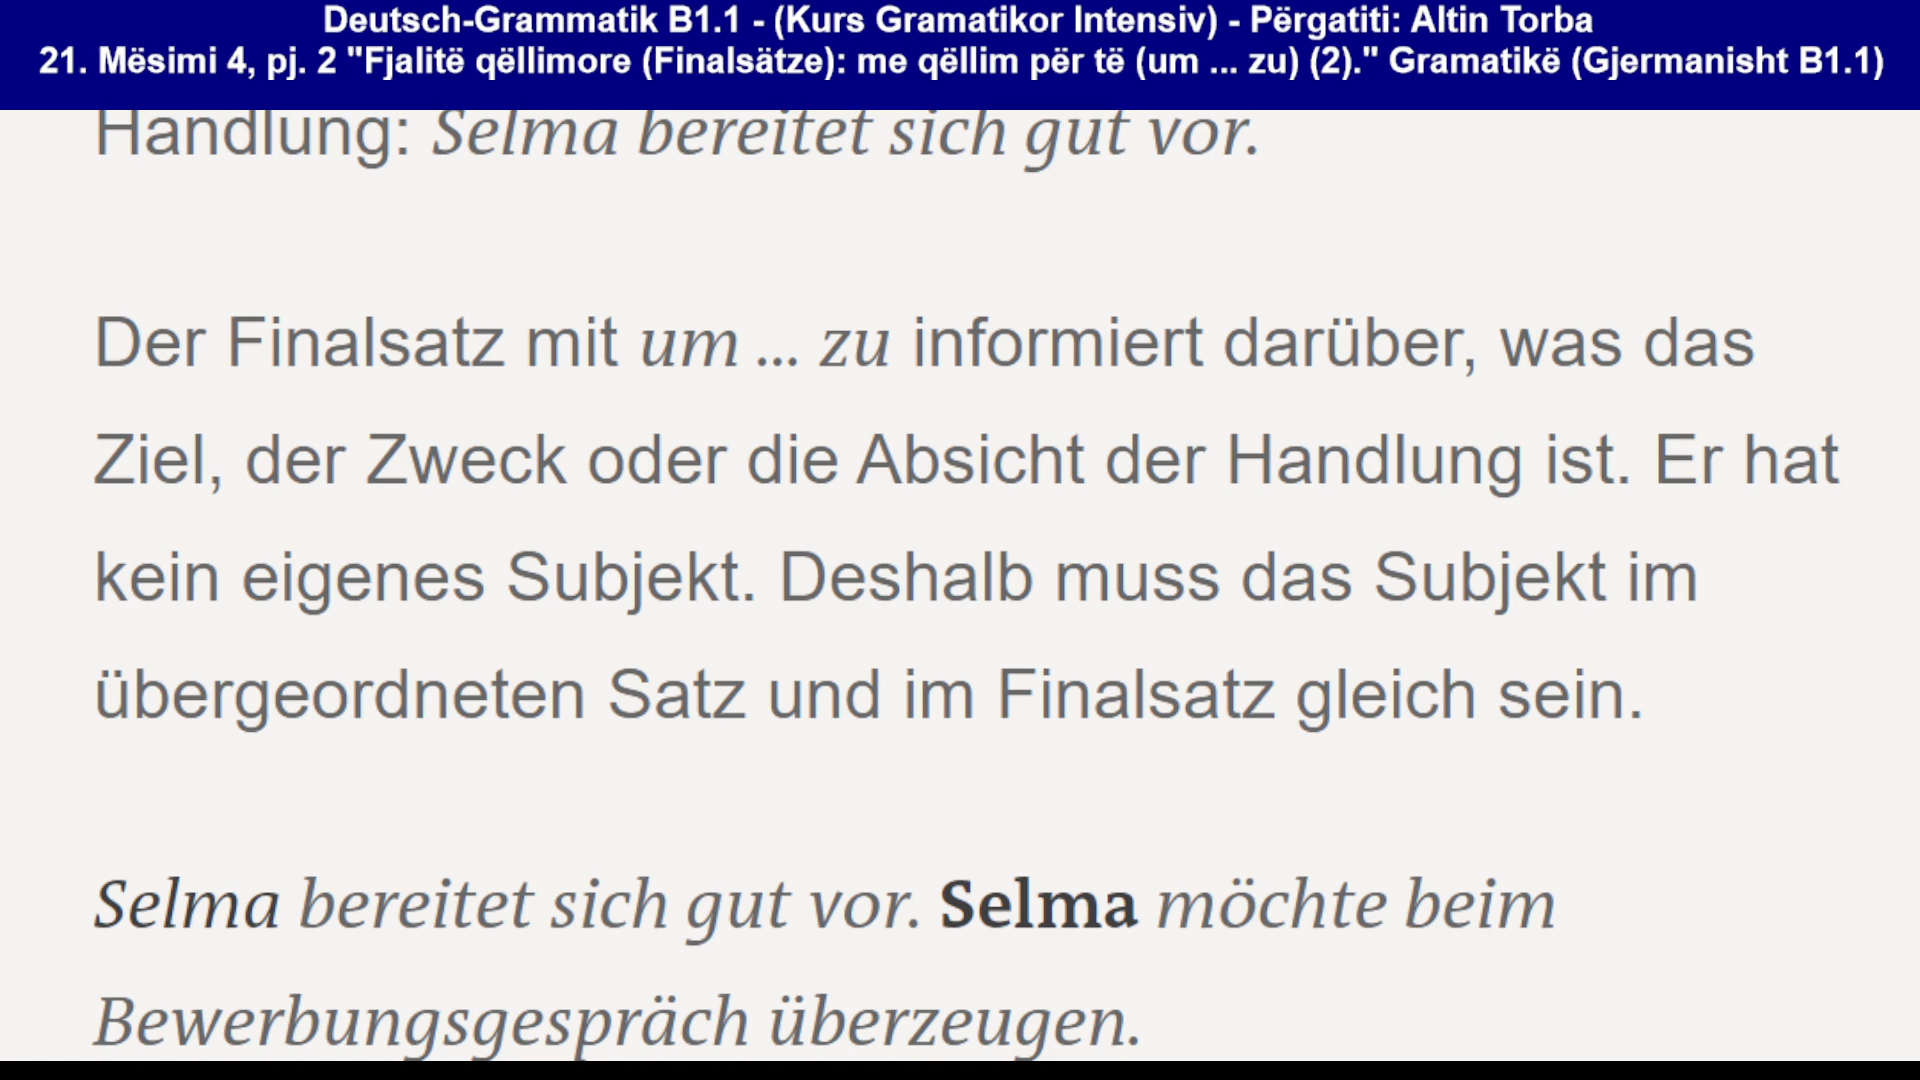 Deutsch-Grammatik B1.1 - (Kurs Gramatikor Intensiv) - Përgatiti: Altin Torba
21. Mësimi 4, pj. 2 "Fjalitë qëllimore (Finalsätze): me qëllim për të (um ... zu) (2)." Gramatikë (Gjermanisht B1.1)
Handlung: Selma bereitet sich gut vor.
Der Finalsatz mit um ... zu informiert darüber, was das
Ziel, der Zweck oder die Absicht der Handlung ist. Er hat
kein eigenes Subjekt. Deshalb muss das Subjekt im
übergeordneten Satz und im Finalsatz gleich sein.
Selma bereitet sich gut vor. Selma möchte beim
Bewerbungsgespräch überzeugen.